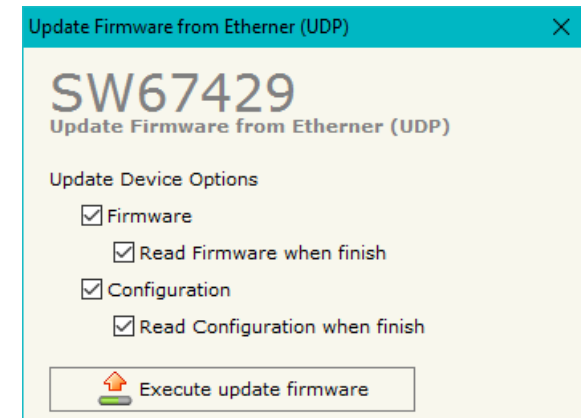 Update Firmware from Etherner (UDP)
SW67429
Update Firmware from Etherner (UDP)
Update Device Options
Firmware
Read Firmware when finish
Configuration
Read Configuration when finish
Execute update firmware